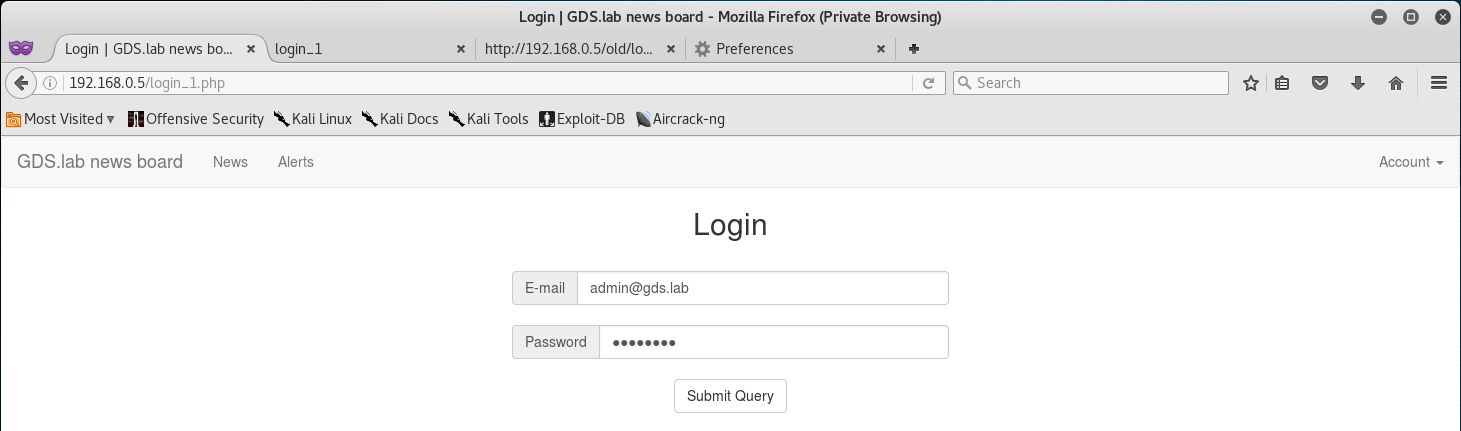 Login | GDS.lab news board - Mozilla Firefox (Private Browsing)
Login | GDS.lab news bo... login_1 http://192.168.0.5/old/lo... Preferences
192.168.0.5/login_1.php Search
Most Visited Offensive Security Kali Linux Kali Docs Kali Tools Exploit-DB Aircrack-ng
GDS.lab news board News Alerts Account
Login
E-mail admin@gds.lab
Password ●●●●●●●●
Submit Query